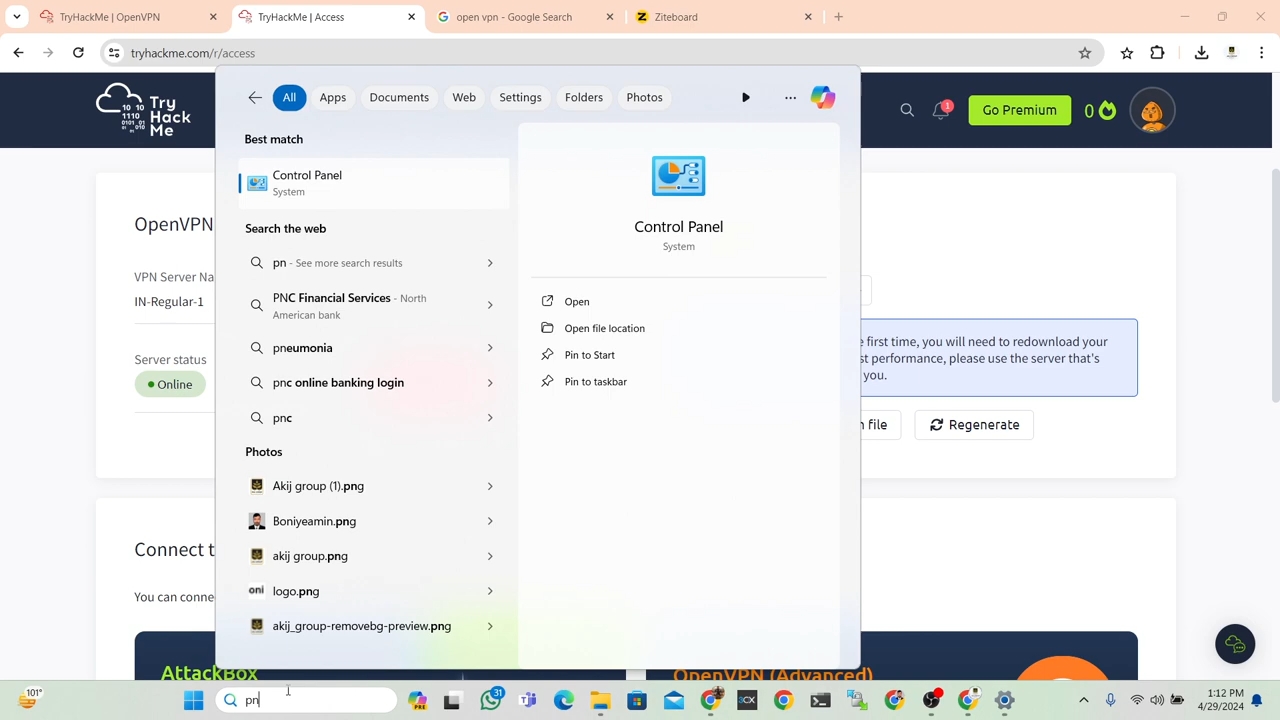 TryHackMe | OpenVPN
TryHackMe | Access
open vpn - Google Search
Ziteboard
tryhackme.com/r/access
Try
Hack
Me
1
Go Premium
0
All
Apps
Documents
Web
Settings
Folders
Photos
Best match
Control Panel
System
Search the web
pn - See more search results
PNC Financial Services - North
American bank
pneumonia
pnc online banking login
pnc
Photos
Akij group (1).png
Boniyeamin.png
akij group.png
logo.png
akij_group-removebg-preview.png
Control Panel
System
Open
Open file location
Pin to Start
Pin to taskbar
OpenVPN
VPN Server Na
IN-Regular-1
Server status
Online
e first time, you will need to redownload your
st performance, please use the server that's
you.
n file
Regenerate
Connect t
You can conne
AttackBox
OpenVPN (Advanced)
101°
pn
31
3CX
1:12 PM
4/29/2024